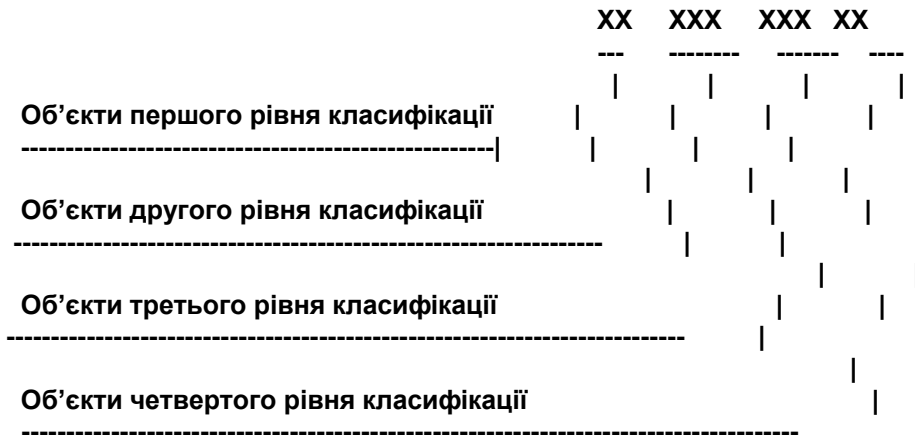 XX XXX XXX XX
Об’єкти першого рівня класифікації
Об’єкти другого рівня класифікації
Об’єкти третього рівня класифікації
Об’єкти четвертого рівня класифікації